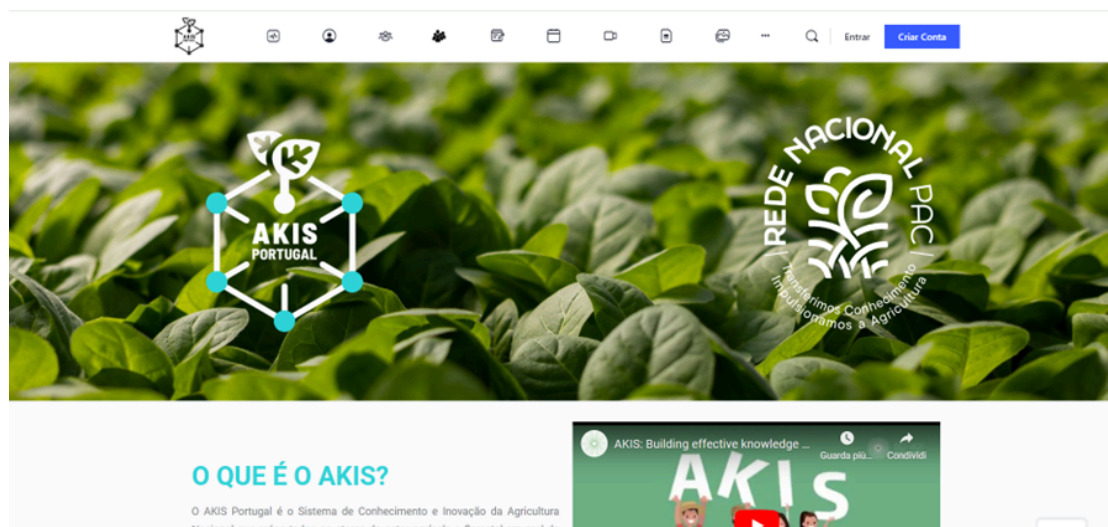 Entrar
Criar Conta
AKIS
PORTUGAL
| REDE NACIONAL PAC |
Transferimos Conhecimento
Impulsionamos a Agricultura
O QUE É O AKIS?
O AKIS Portugal é o Sistema de Conhecimento e Inovação da Agricultura
AKIS: Building effective knowledge ...
Guarda più...
Condividi
AKIS